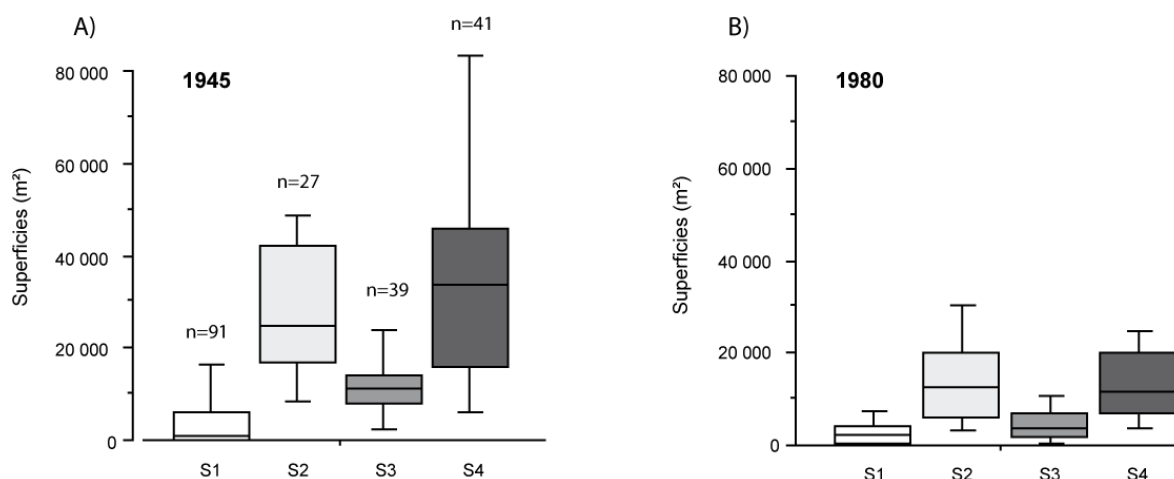 A)
n=41
80 000
1945
60 000
n=27
Superficies (m²)
40 000
n=39
n=91
20 000
0
S1 S2 S3 S4
B)
80 000
1980
60 000
Superficies (m²)
40 000
20 000
0
S1 S2 S3 S4